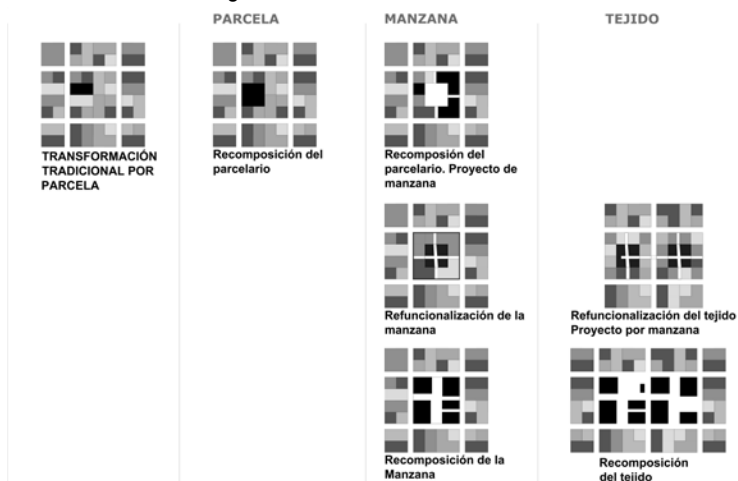 PARCELA
MANZANA
TEJIDO
TRANSFORMACIÓN
TRADICIONAL POR
PARCELA
Recomposición del
parcelario
Recomposión del
parcelario. Proyecto de
manzana
Refuncionalización de la
manzana
Refuncionalización del tejido
Proyecto por manzana
Recomposición de la
Manzana
Recomposición
del tejido